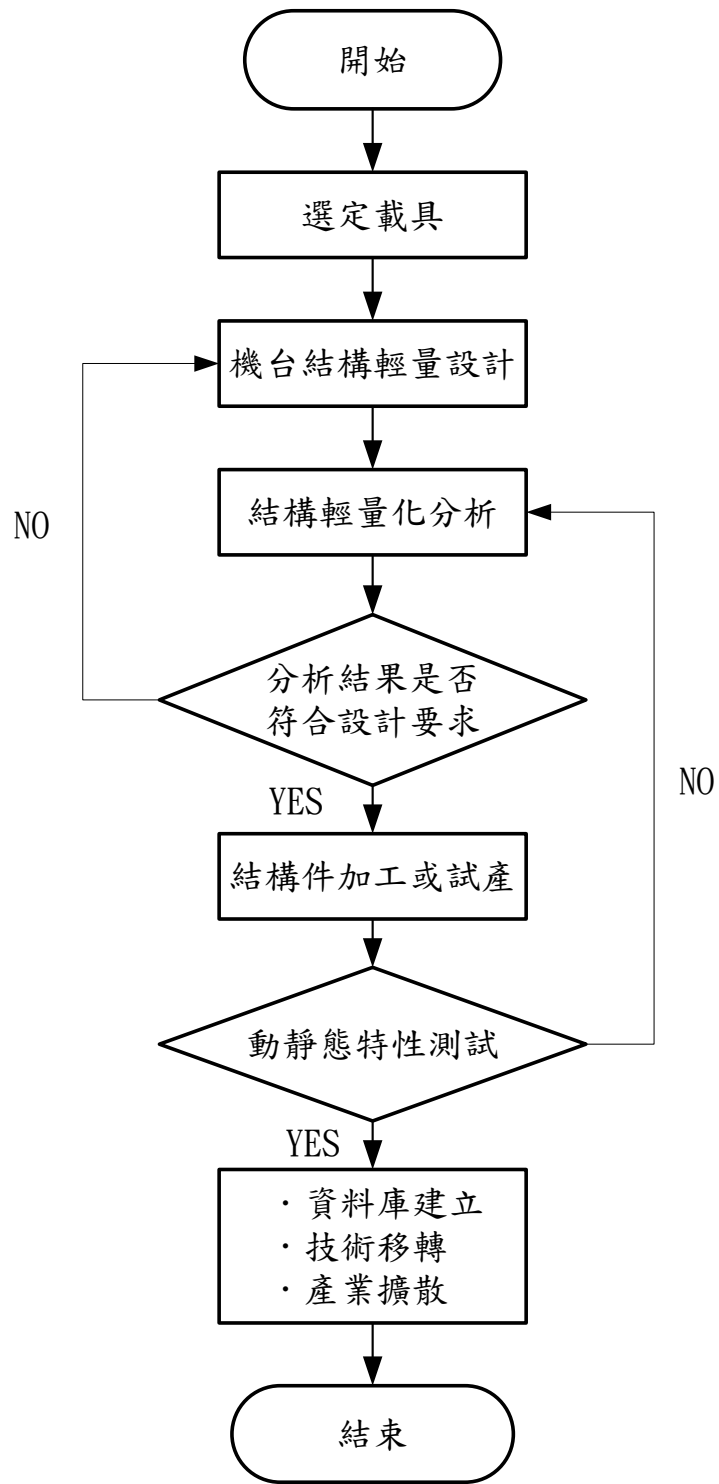 開始
選定載具
機台結構輕量設計
結構輕量化分析
NO
分析結果是否
符合設計要求
NO
YES
結構件加工或試產
動靜態特性測試
YES
·資料庫建立
·技術移轉
·產業擴散
結束